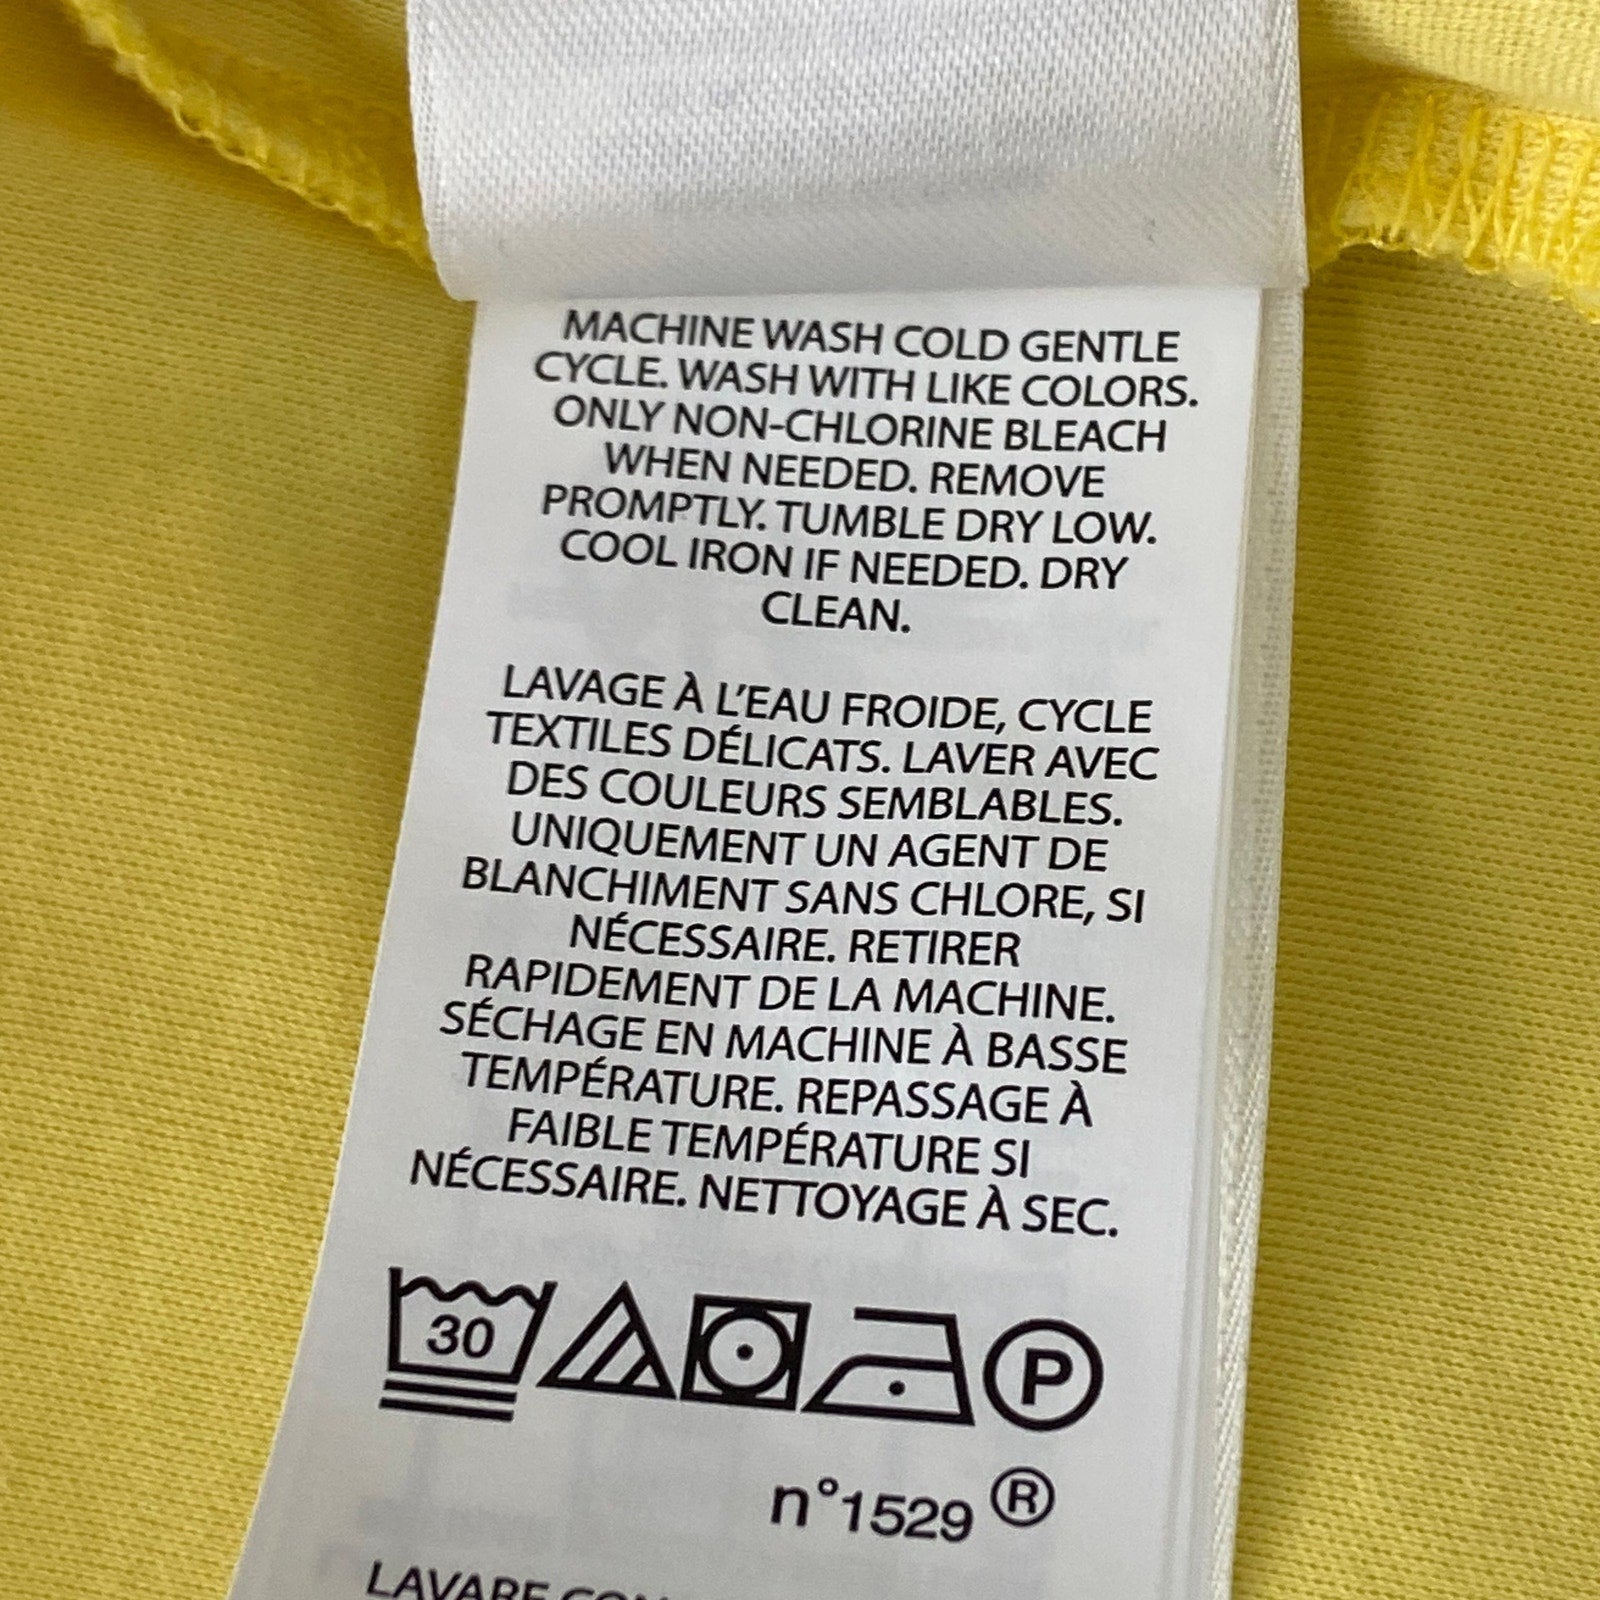 MACHINE WASH COLD GENTLE
CYCLE. WASH WITH LIKE COLORS.
ONLY NON-CHLORINE BLEACH
WHEN NEEDED. REMOVE
PROMPTLY. TUMBLE DRY LOW.
COOL IRON IF NEEDED. DRY
CLEAN.
LAVAGE À L'EAU FROIDE, CYCLE
TEXTILES DÉLICATS. LAVER AVEC
DES COULEURS SEMBLABLES.
UNIQUEMENT UN AGENT DE
BLANCHIMENT SANS CHLORE, SI
NÉCESSAIRE. RETIRER
RAPIDEMENT DE LA MACHINE.
SÉCHAGE EN MACHINE À BASSE
TEMPÉRATURE. REPASSAGE À
FAIBLE TEMPÉRATURE SI
NÉCESSAIRE. NETTOYAGE À SEC.
30 P
n°1529 ®
LAVARE